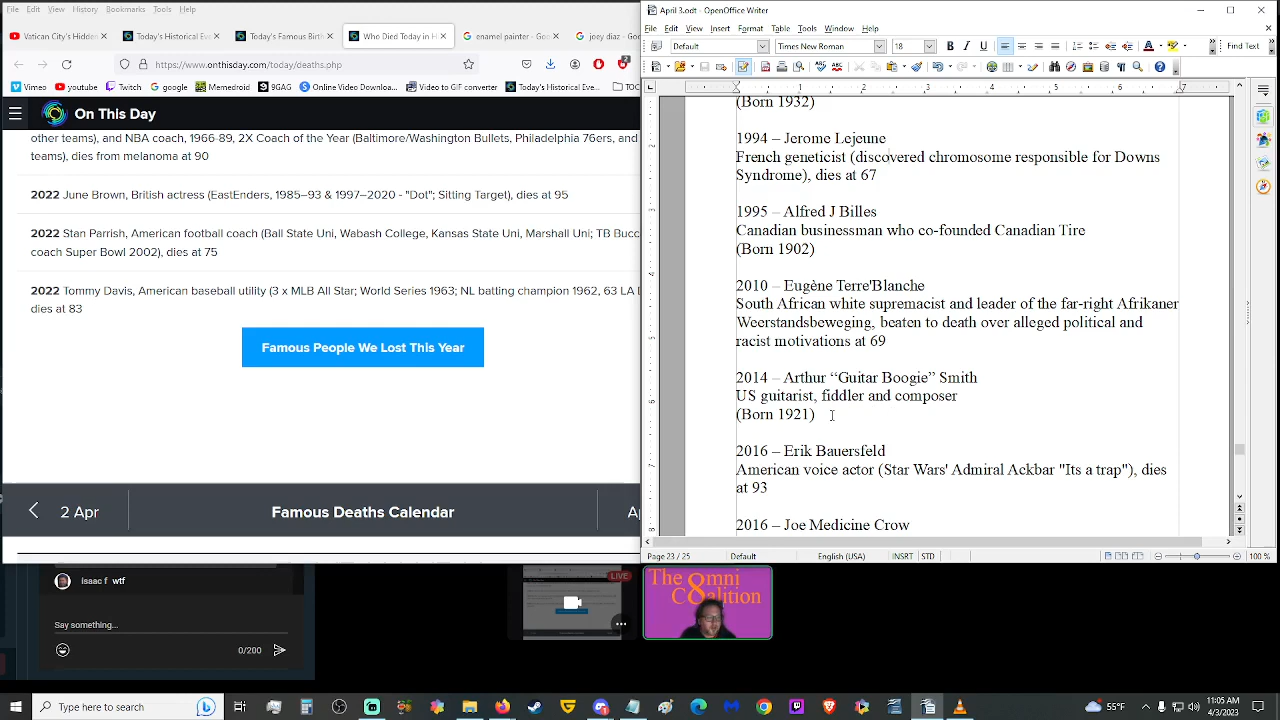 File Edit View History Bookmarks Tools Help
Vatican City's Hidden
Today's Historical Eve
Today's Famous Birth
Who Died Today in H
enamel painter - Goo
joey diaz - Goog
https://www.onthisday.com/today/deaths.php
Vimeo youtube Twitch google Memedroid 9GAG Online Video Downloa... Video to GIF converter Today's Historical Eve...
On This Day
other teams), and NBA coach, 1966-89, 2X Coach of the Year (Baltimore/Washington Bullets, Philadelphia 76ers, and
teams), dies from melanoma at 90
2022 June Brown, British actress (EastEnders, 1985–93 & 1997–2020 - "Dot"; Sitting Target), dies at 95
2022 Stan Parrish, American football coach (Ball State Uni, Wabash College, Kansas State Uni, Marshall Uni; TB Bucc
coach Super Bowl 2002), dies at 75
2022 Tommy Davis, American baseball utility (3 x MLB All Star; World Series 1963; NL batting champion 1962, 63 LA D
dies at 83
Famous People We Lost This Year
2 Apr
Famous Deaths Calendar
Ap
Isaac f wtf
Say something...
0/200
LIVE
The Omni
Coalition
April 3.odt - OpenOffice Writer
File Edit View Insert Format Table Tools Window Help
Default
Times New Roman
18
Find Text
(Born 1932)
1994 – Jerome Lejeune
French geneticist (discovered chromosome responsible for Downs
Syndrome), dies at 67
1995 – Alfred J Billes
Canadian businessman who co-founded Canadian Tire
(Born 1902)
2010 – Eugène Terre'Blanche
South African white supremacist and leader of the far-right Afrikaner
Weerstandsbeweging, beaten to death over alleged political and
racist motivations at 69
2014 – Arthur “Guitar Boogie” Smith
US guitarist, fiddler and composer
(Born 1921)
2016 – Erik Bauersfeld
American voice actor (Star Wars' Admiral Ackbar "Its a trap"), dies
at 93
2016 – Joe Medicine Crow
Page 23 / 25 Default English (USA) INSRT STD 100 %
Type here to search
55°F
11:05 AM
4/3/2023